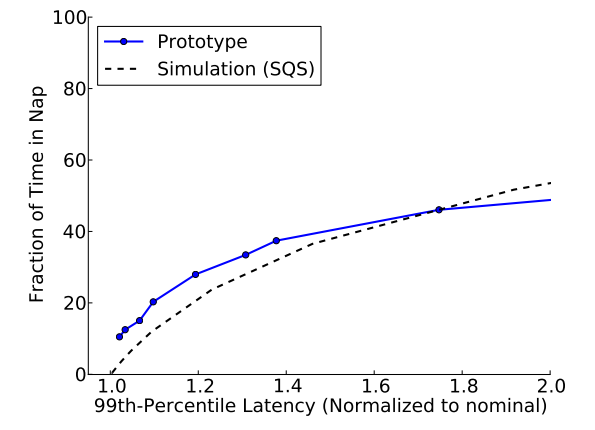 100
80
60
40
20
0
Fraction of Time in Nap
Prototype
Simulation (SQS)
1.0 1.2 1.4 1.6 1.8 2.0
99th-Percentile Latency (Normalized to nominal)